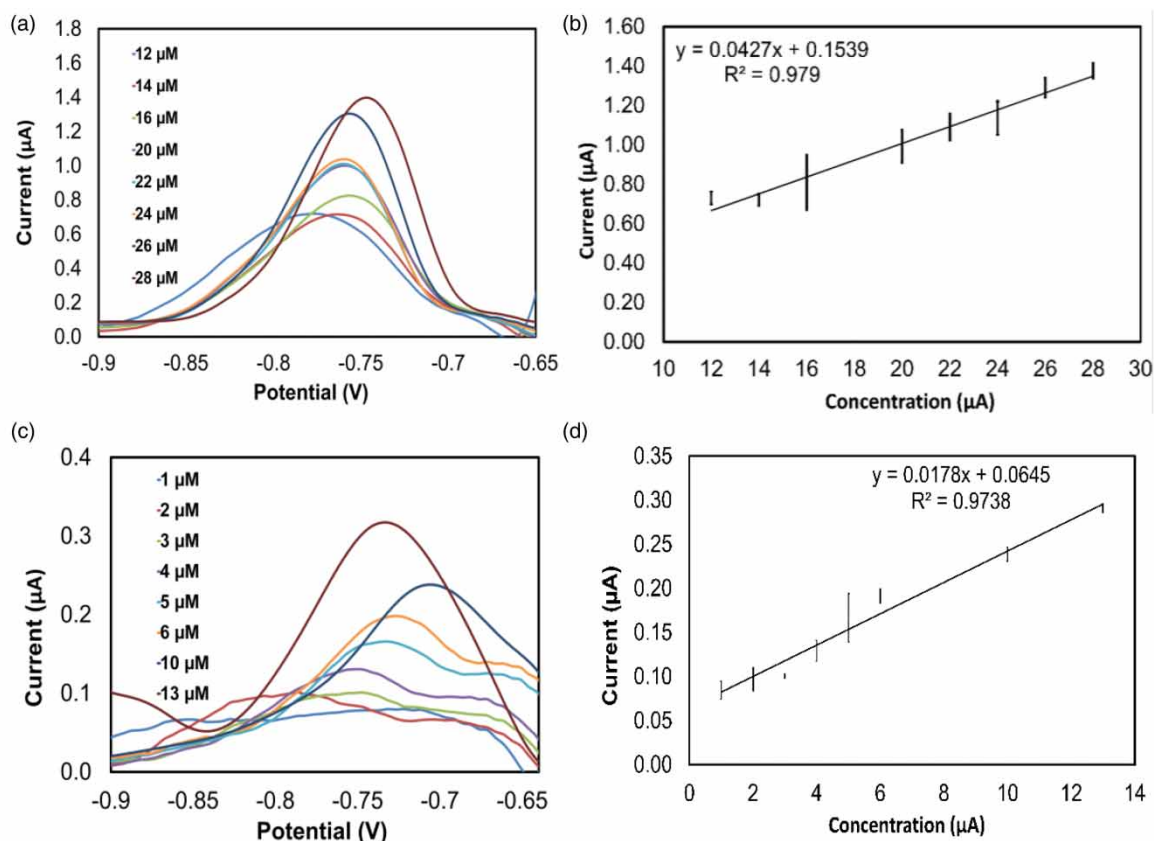 (a)
1.8
1.6
1.4
1.2
1.0
0.8
0.6
0.4
0.2
0.0
Current (µA)
-12 µM
-14 µM
-16 µM
-20 µM
-22 µM
-24 µM
-26 µM
-28 µM
-0.9 -0.85 -0.8 -0.75 -0.7 -0.65
Potential (V)
(b)
1.60
1.40
1.20
1.00
0.80
0.60
0.40
0.20
0.00
Current (µA)
y = 0.0427x + 0.1539
R² = 0.979
10 12 14 16 18 20 22 24 26 28 30
Concentration (µA)
(c)
0.4
0.3
0.2
0.1
0.0
Current (µA)
-1 µM
-2 µM
-3 µM
-4 µM
-5 µM
-6 µM
-10 µM
-13 µM
-0.9 -0.85 -0.8 -0.75 -0.7 -0.65
Potential (V)
(d)
0.35
0.30
0.25
0.20
0.15
0.10
0.05
0.00
Current (µA)
y = 0.0178x + 0.0645
R² = 0.9738
0 2 4 6 8 10 12 14
Concentration (µA)